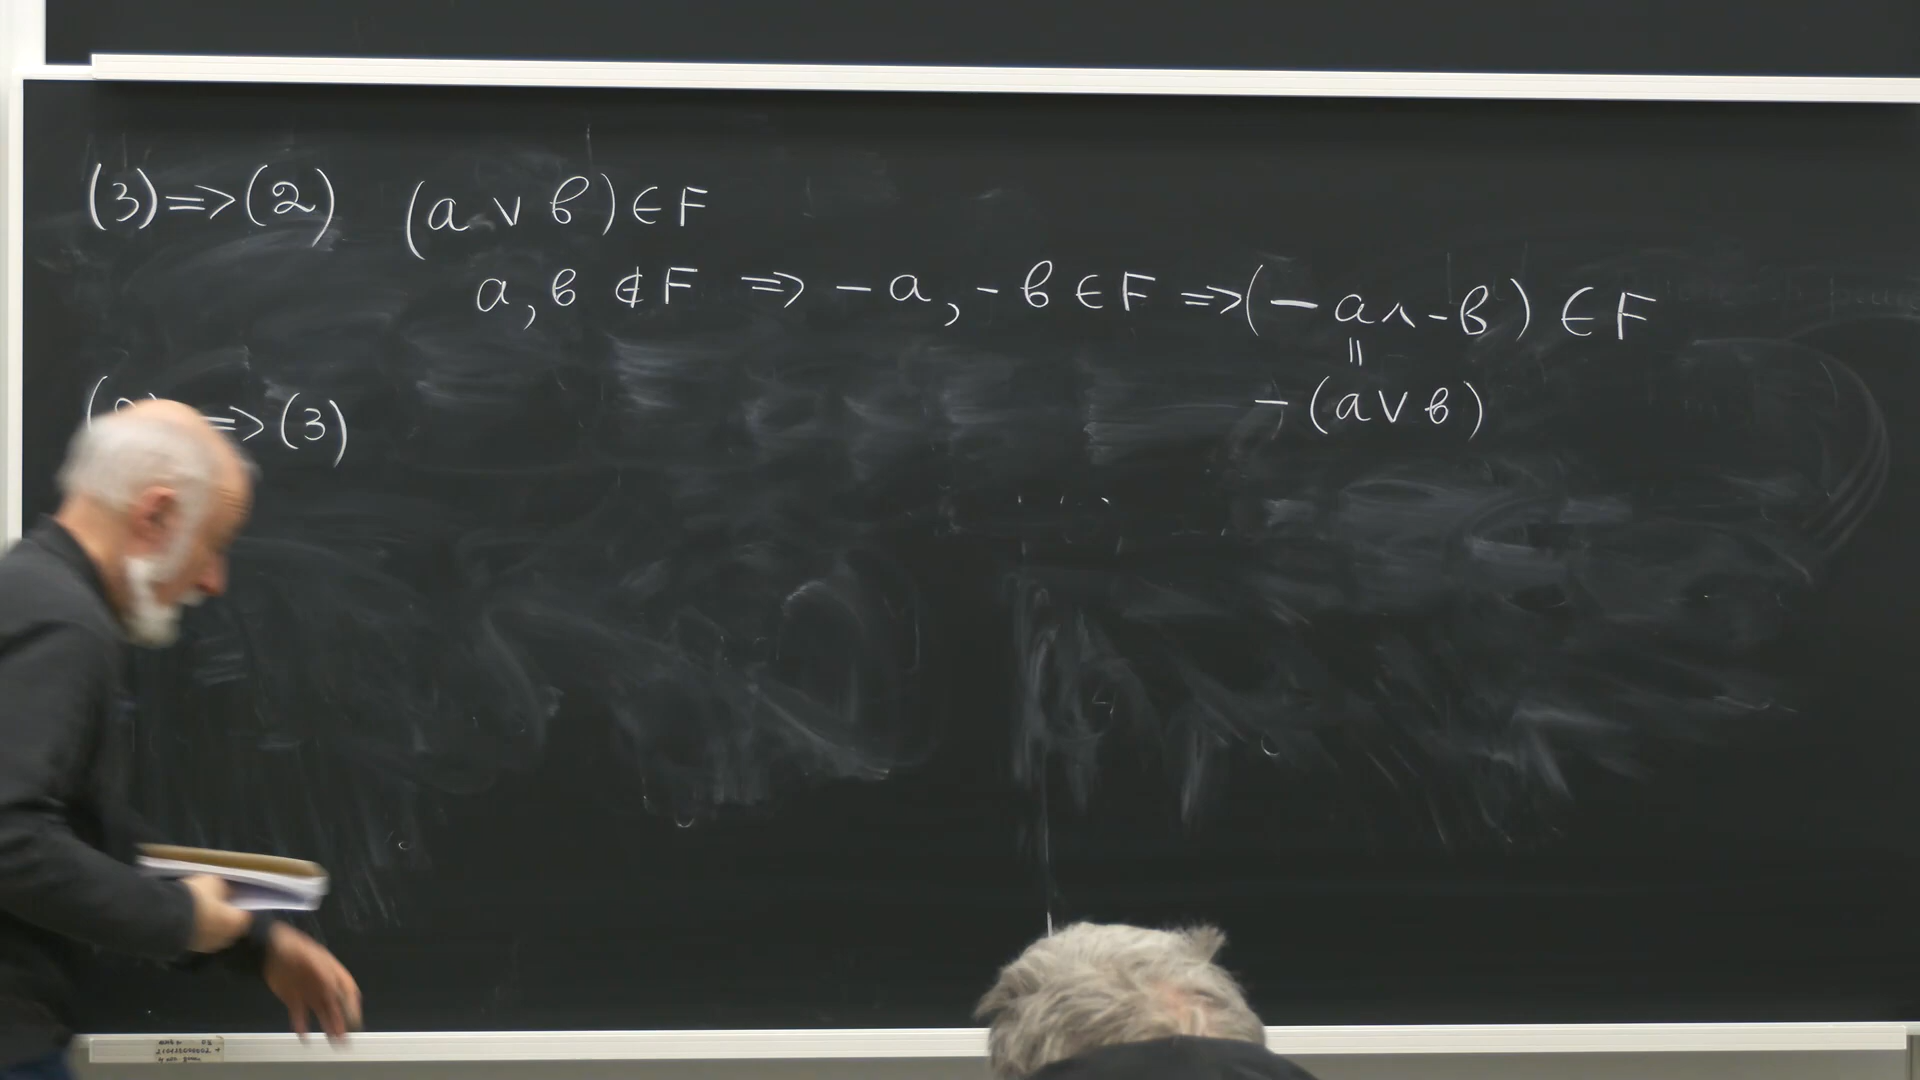 (3) => (2) (a ∨ b) ∈ F
a, b ∉ F => - a, - b ∈ F => (- a ∧ - b) ∈ F
||
- (a ∨ b)
=> (3)